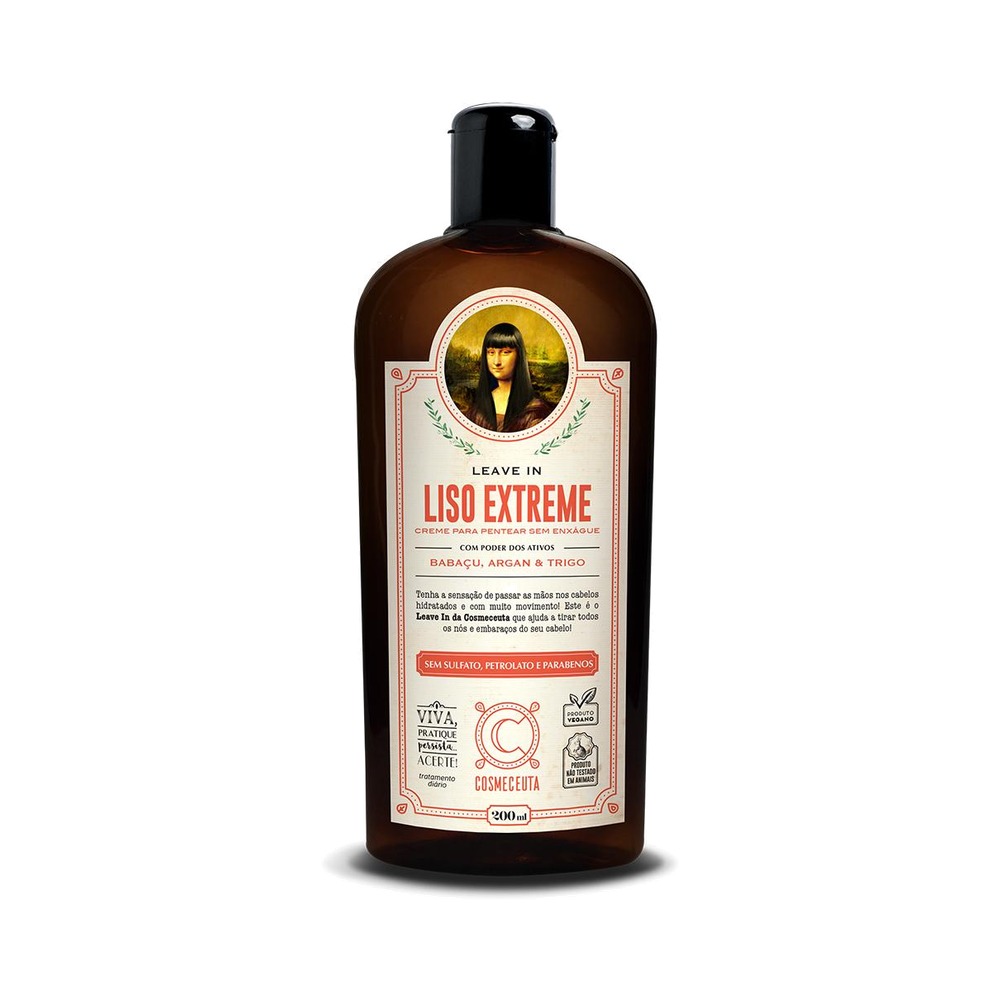 LEAVE IN
LISO EXTREME
CREME PARA PENTEAR SEM ENXÁGUE
COM PODER DOS ATIVOS
BABAÇU, ARGAN & TRIGO
Tenha a sensação de passar as mãos nos cabelos
hidratados e com muito movimento! Este é o
Leave In da Cosmeceuta que ajuda a tirar todos
os nós e embaraços do seu cabelo!
SEM SULFATO, PETROLATO E PARABENOS
VIVA,
PRATIQUE
persista...
ACERTE!
tratamento
diário
C
COSMECEUTA
PRODUTO
VEGANO
PRODUTO
NÃO TESTADO
EM ANIMAIS
200 ml